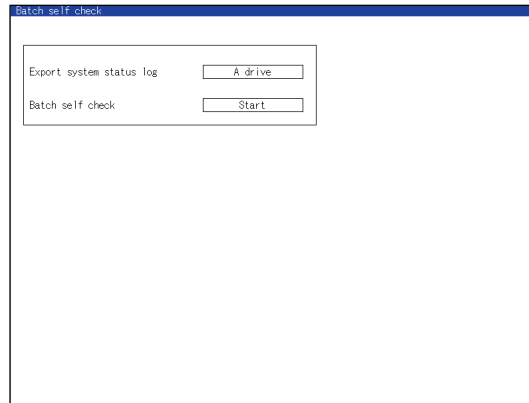 Batch self check
Export system status log A drive
Batch self check Start